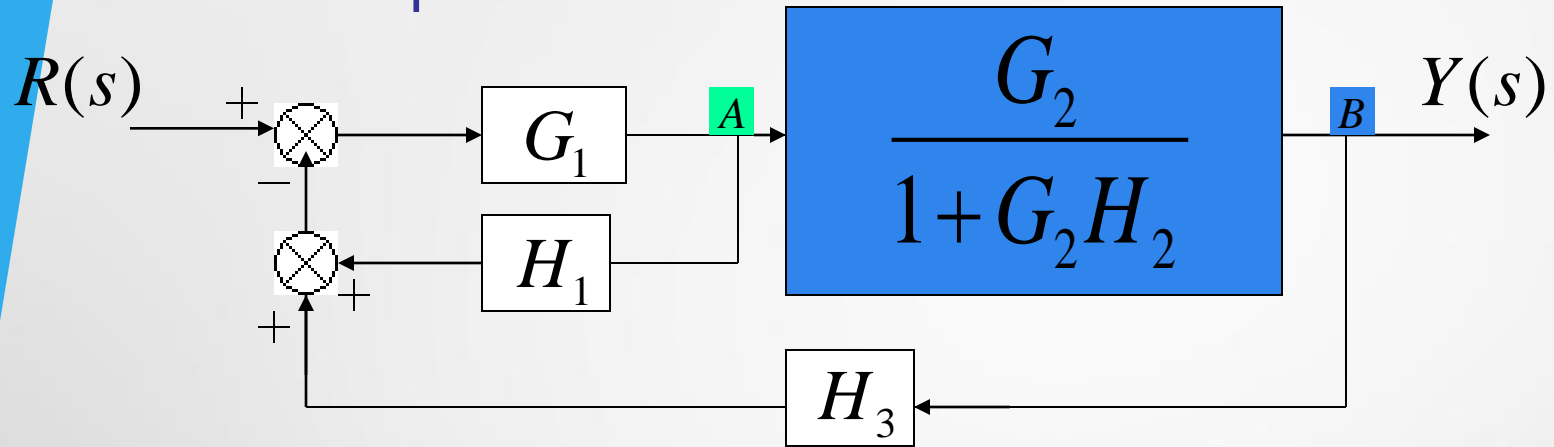 R(s)
+
−
G₁
A
G₂
1+G₂H₂
B
Y(s)
H₁
+
+
H₃